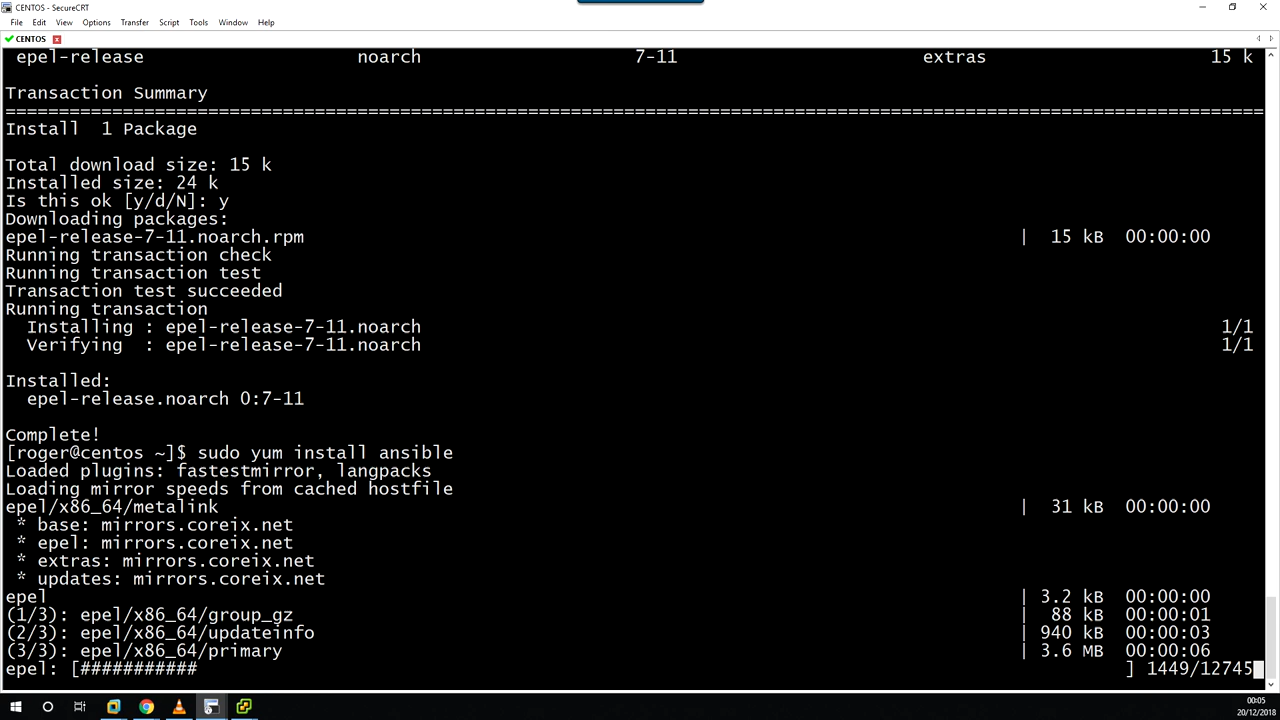 CENTOS - SecureCRT
File Edit View Options Transfer Script Tools Window Help
CENTOS
epel-release noarch 7-11 extras 15 k
Transaction Summary
================================================================================
Install 1 Package
Total download size: 15 k
Installed size: 24 k
Is this ok [y/d/N]: y
Downloading packages:
epel-release-7-11.noarch.rpm | 15 kB 00:00:00
Running transaction check
Running transaction test
Transaction test succeeded
Running transaction
Installing : epel-release-7-11.noarch 1/1
Verifying : epel-release-7-11.noarch 1/1
Installed:
epel-release.noarch 0:7-11
Complete!
[roger@centos ~]$ sudo yum install ansible
Loaded plugins: fastestmirror, langpacks
Loading mirror speeds from cached hostfile
epel/x86_64/metalink | 31 kB 00:00:00
* base: mirrors.coreix.net
* epel: mirrors.coreix.net
* extras: mirrors.coreix.net
* updates: mirrors.coreix.net
epel | 3.2 kB 00:00:00
(1/3): epel/x86_64/group_gz | 88 kB 00:00:01
(2/3): epel/x86_64/updateinfo | 940 kB 00:00:03
(3/3): epel/x86_64/primary | 3.6 MB 00:00:06
epel: [########### ] 1449/12745
00:05
20/12/2018